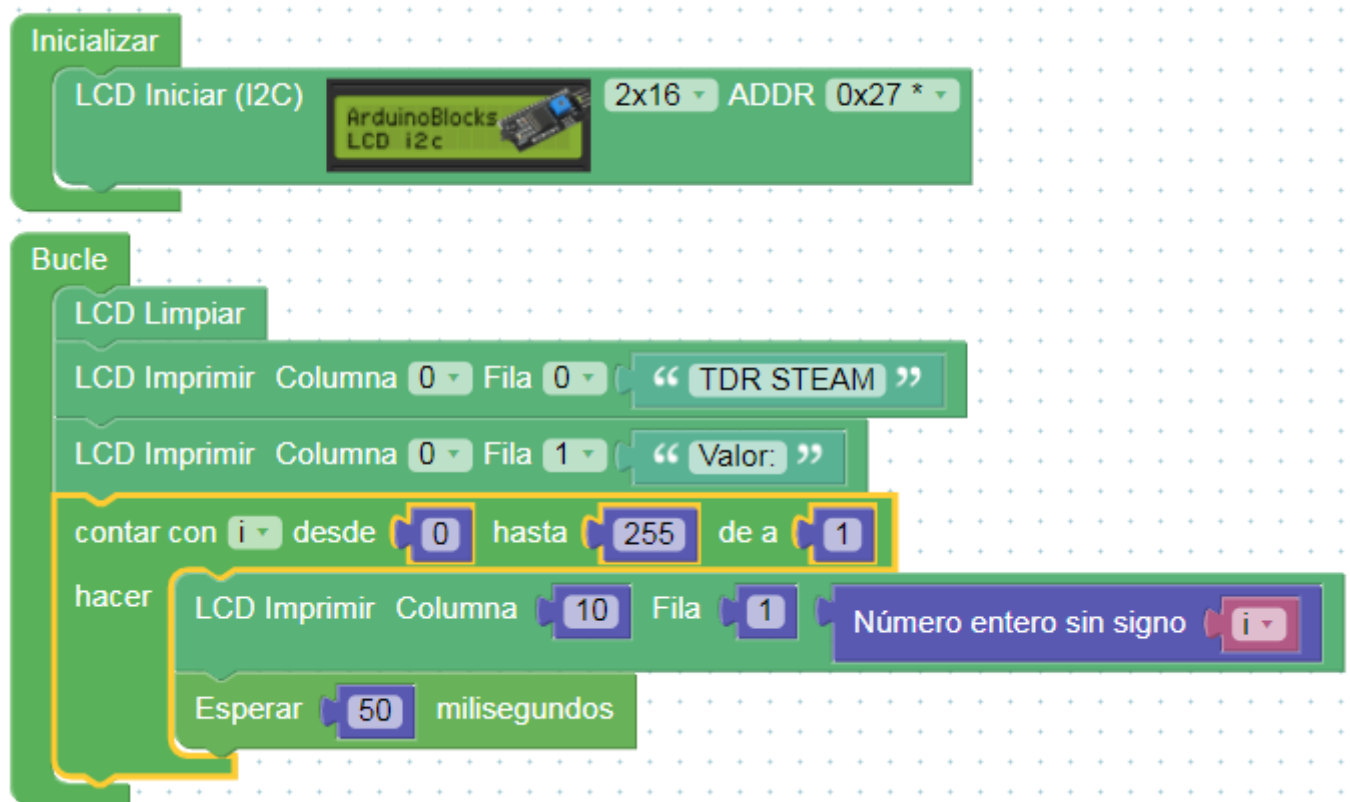 Inicializar
LCD Iniciar (I2C) ArduinoBlocks LCD i2c 2x16 ADDR 0x27 *
Bucle
LCD Limpiar
LCD Imprimir Columna 0 Fila 0 “ TDR STEAM ”
LCD Imprimir Columna 0 Fila 1 “ Valor: ”
contar con i desde 0 hasta 255 de a 1
hacer
LCD Imprimir Columna 10 Fila 1 Número entero sin signo i
Esperar 50 milisegundos